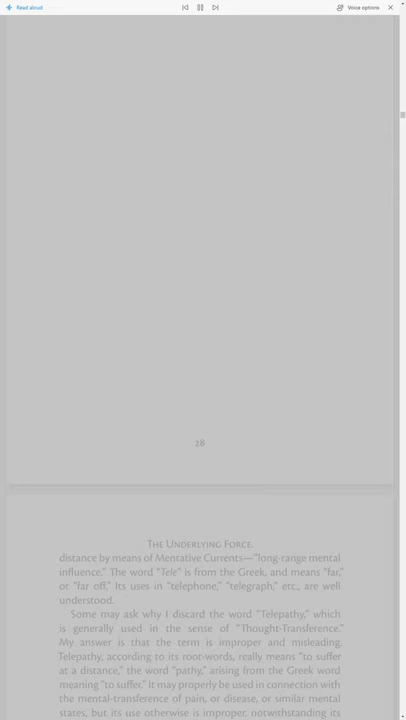 Read aloud
Voice options
28
The Underlying Force.
distance by means of Mentative Currents—“long-range mental
influence.” The word “Tele” is from the Greek, and means “far,”
or “far off.” Its uses in “telephone,” “telegraph,” etc., are well
understood.
Some may ask why I discard the word “Telepathy,” which
is generally used in the sense of “Thought-Transference.”
My answer is that the term is improper and misleading.
Telepathy, according to its root-words, really means “to suffer
at a distance,” the word “pathy,” arising from the Greek word
meaning “to suffer.” It may properly be used in connection with
the mental-transference of pain, or disease, or similar mental
states, but its use otherwise is improper, notwithstanding its